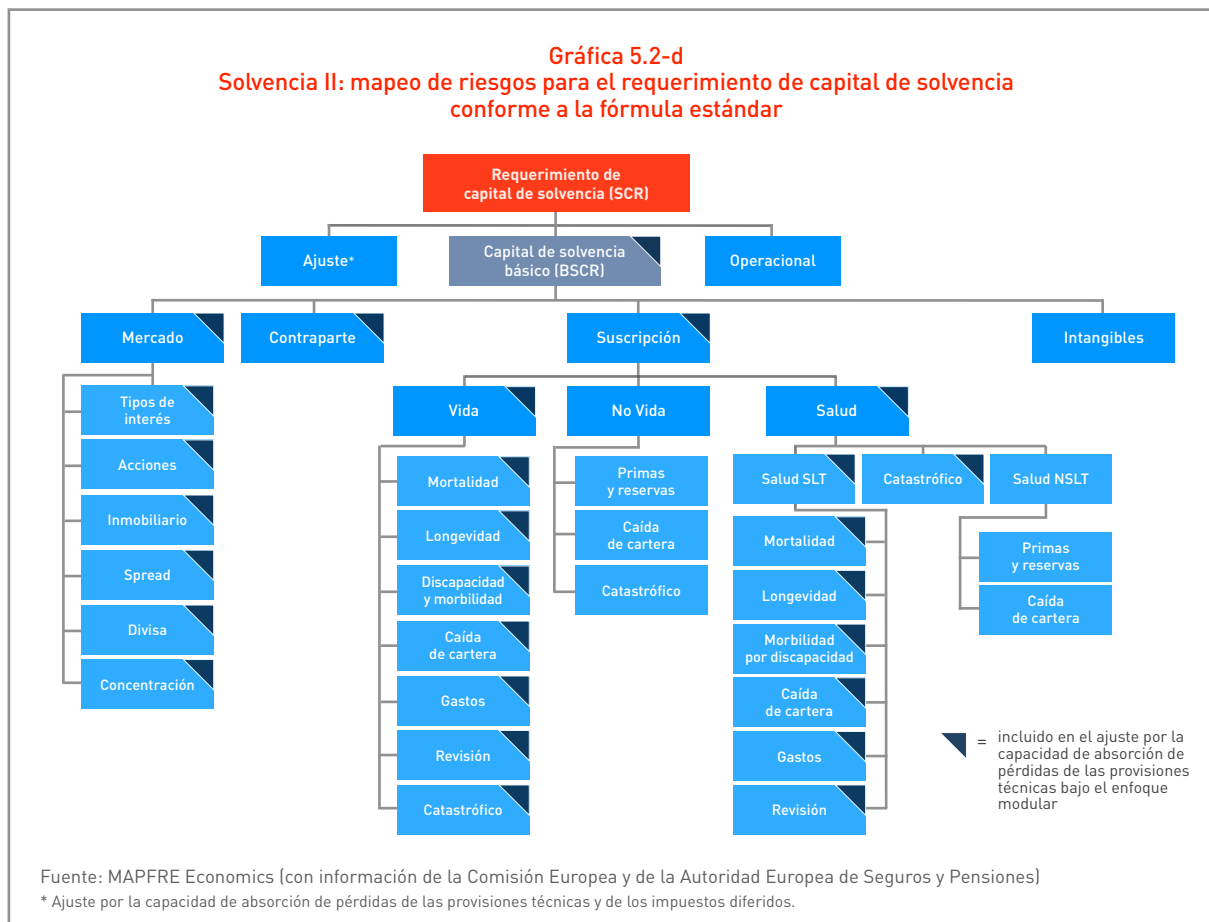 Gráfica 5.2-d
Solvencia II: mapeo de riesgos para el requerimiento de capital de solvencia
conforme a la fórmula estándar
Requerimiento de
capital de solvencia (SCR)
Ajuste*
Capital de solvencia
básico (BSCR)
Operacional
Mercado
Contraparte
Suscripción
Intangibles
Tipos de
interés
Acciones
Inmobiliario
Spread
Divisa
Concentración
Vida
No Vida
Salud
Mortalidad
Longevidad
Discapacidad
y morbilidad
Caída
de cartera
Gastos
Revisión
Catastrófico
Primas
y reservas
Caída
de cartera
Catastrófico
Salud SLT
Catastrófico
Salud NSLT
Mortalidad
Longevidad
Morbilidad
por discapacidad
Caída
de cartera
Gastos
Revisión
Primas
y reservas
Caída
de cartera
= incluido en el ajuste por la
capacidad de absorción de
pérdidas de las provisiones
técnicas bajo el enfoque
modular
Fuente: MAPFRE Economics (con información de la Comisión Europea y de la Autoridad Europea de Seguros y Pensiones)
* Ajuste por la capacidad de absorción de pérdidas de las provisiones técnicas y de los impuestos diferidos.